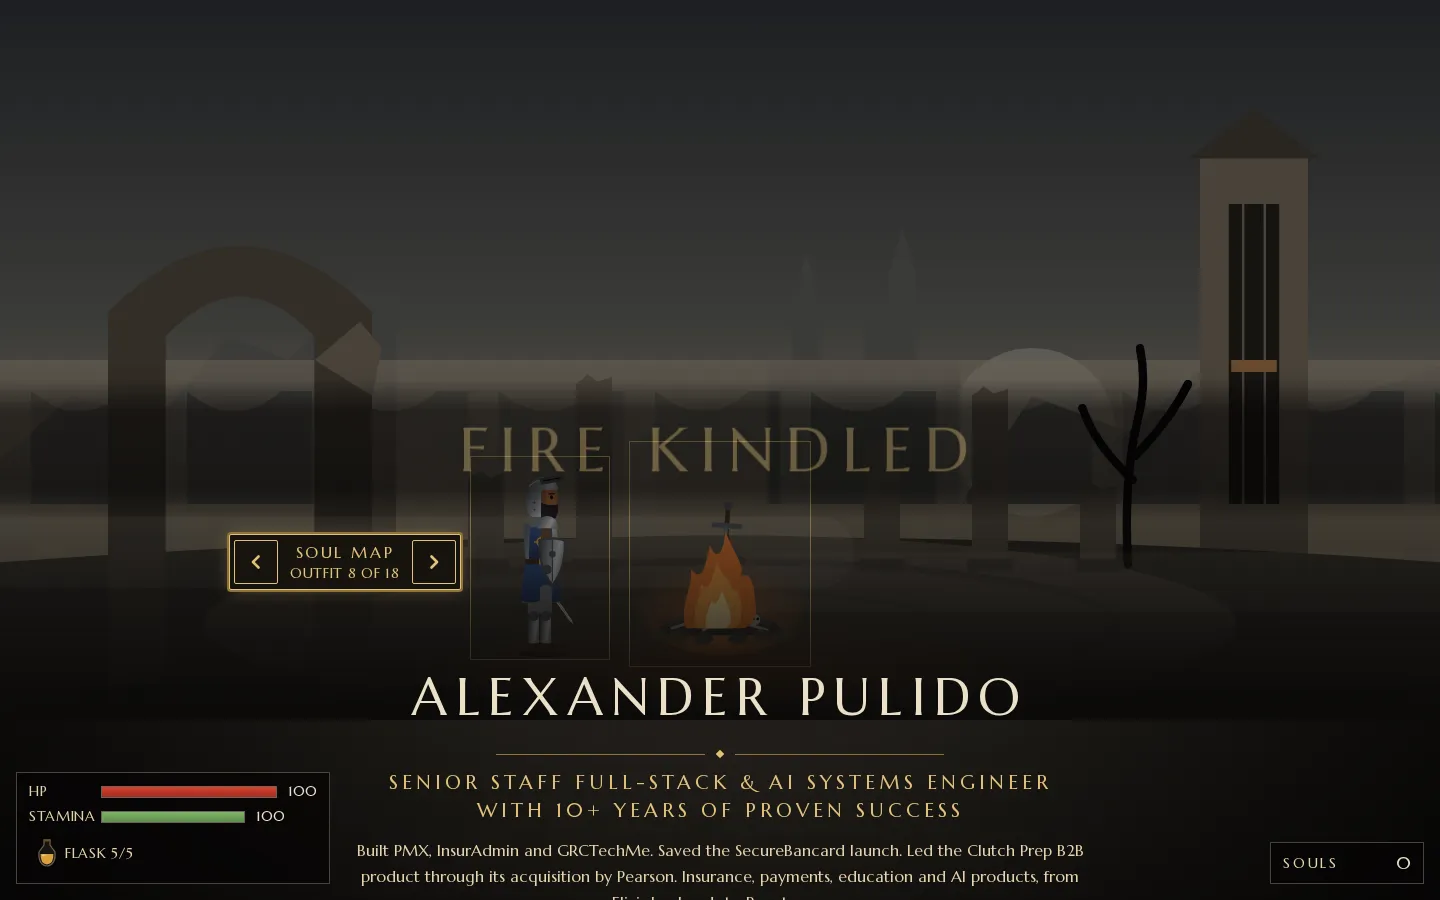 FIRE KINDLED
SOUL MAP
OUTFIT 8 OF 18
ALEXANDER PULIDO
SENIOR STAFF FULL-STACK & AI SYSTEMS ENGINEER
WITH 10+ YEARS OF PROVEN SUCCESS
HP 100
STAMINA 100
FLASK 5/5
Built PMX, InsurAdmin and GRCTechMe. Saved the SecureBancard launch. Led the Clutch Prep B2B
product through its acquisition by Pearson. Insurance, payments, education and AI products, from
SOULS 0